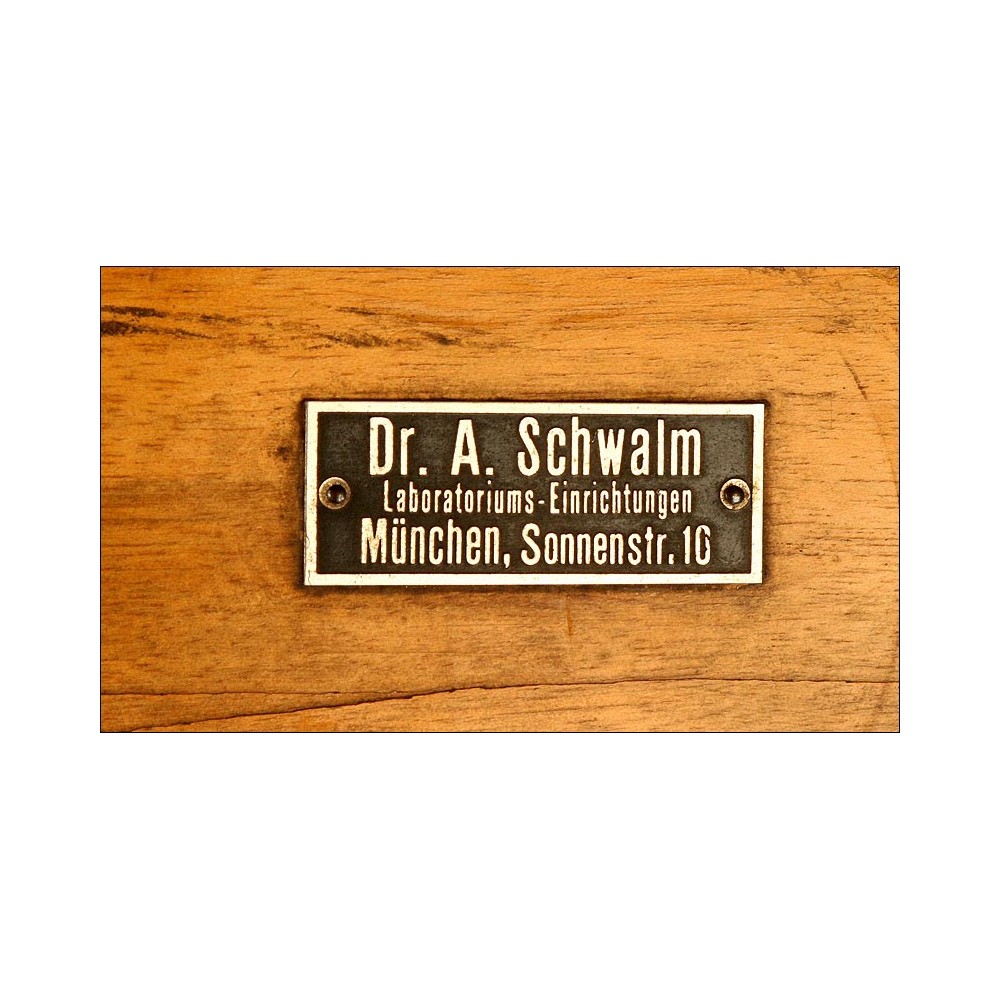 Dr. A. Schwalm
Laboratoriums-Einrichtungen
München, Sonnenstr. 10